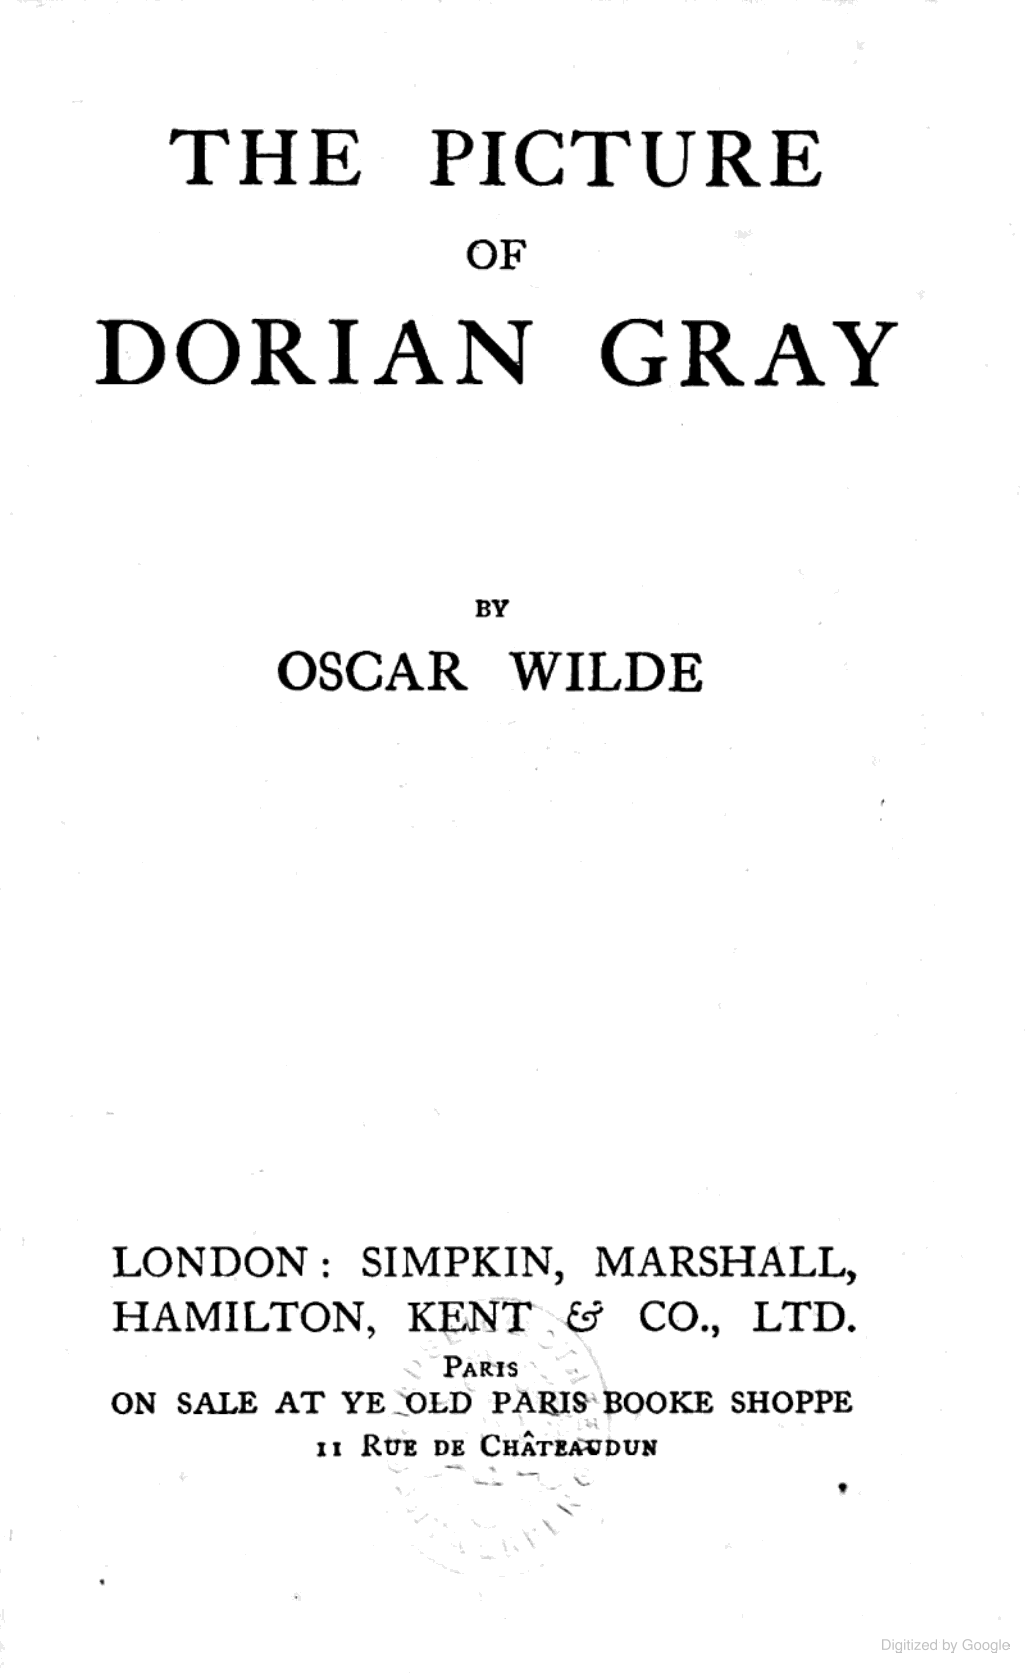 THE PICTURE
OF
DORIAN GRAY
BY
OSCAR WILDE
LONDON: SIMPKIN, MARSHALL,
HAMILTON, KENT & CO., LTD.
PARIS
ON SALE AT YE OLD PARIS BOOKE SHOPPE
11 RUE DE CHÂTEAUDUN
Digitized by Google